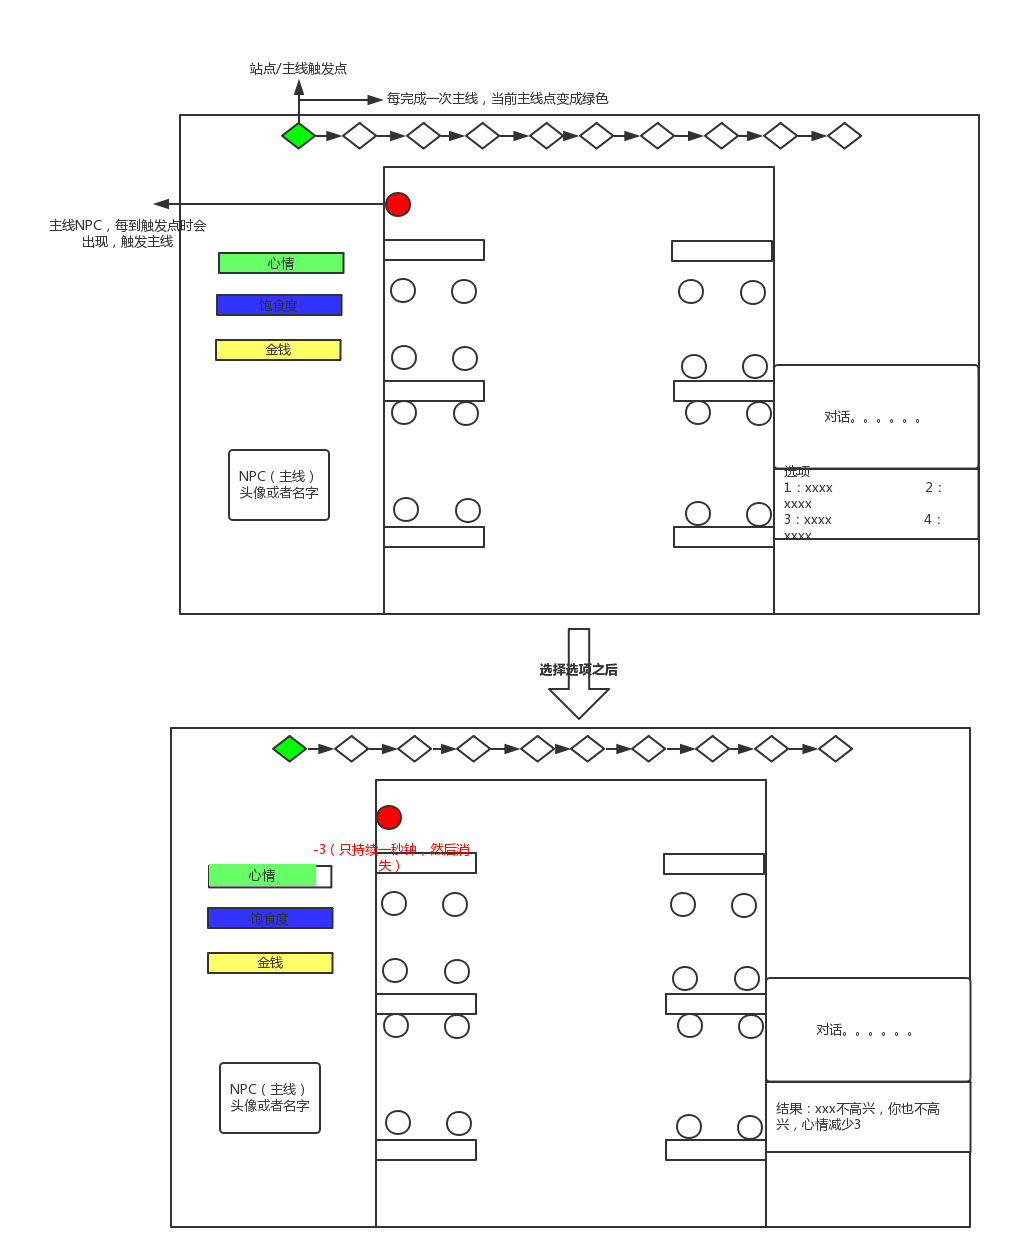 站点/主线触发点
每完成一次主线，当前主线点变成绿色
主线NPC，每到触发点时会
出现，触发主线
心情
饱食度
金钱
NPC（主线）
头像或者名字
对话。。。。。。
选项
1：xxxx 2：
xxxx
3：xxxx 4：
xxxx
选择选项之后
-3（只持续一秒钟，然后消
失）
心情
饱食度
金钱
NPC（主线）
头像或者名字
对话。。。。。。
结果：xxx不高兴，你也不高
兴，心情减少3